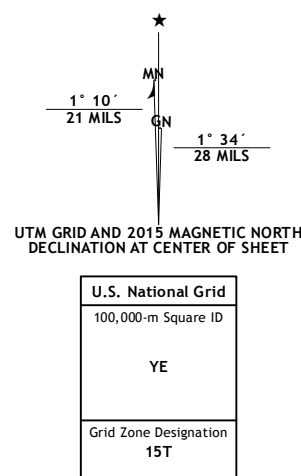 ★
MN
1° 10´
21 MILS
GN
1° 34´
28 MILS
UTM GRID AND 2015 MAGNETIC NORTH
DECLINATION AT CENTER OF SHEET
U.S. National Grid
100,000-m Square ID
YE
Grid Zone Designation
15T